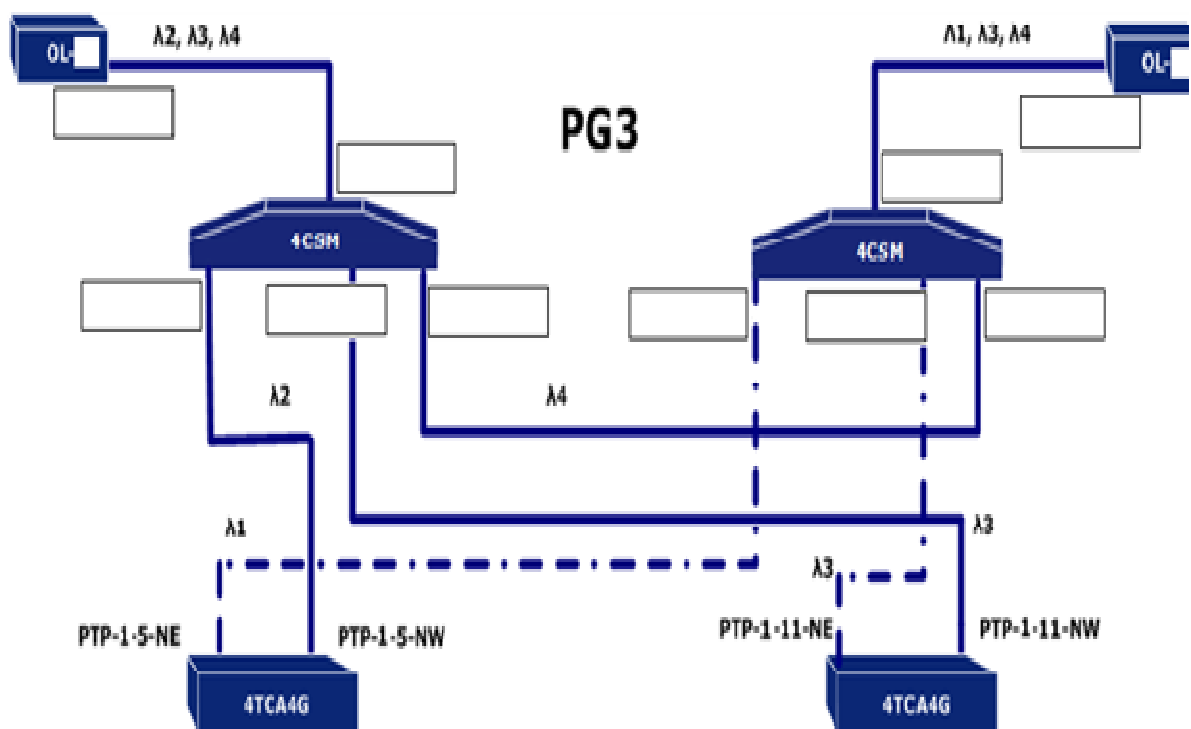 λ2, λ3, λ4
Λ1, λ3, λ4
OL-
OL-
PG3
4CSM
4CSM
λ2
λ4
λ1
λ3
λ3
PTP-1-5-NE
PTP-1-5-NW
PTP-1-11-NE
PTP-1-11-NW
4TCA4G
4TCA4G